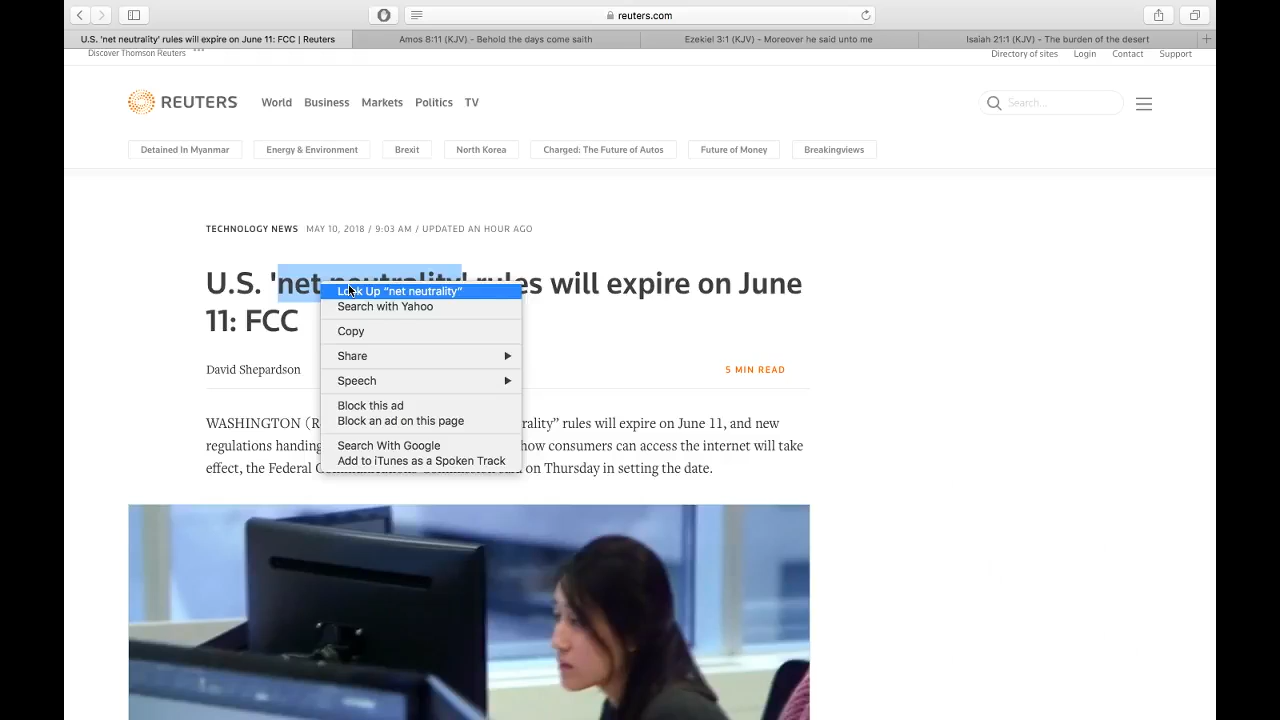 reuters.com
U.S. 'net neutrality' rules will expire on June 11: FCC | Reuters
Amos 8:11 (KJV) - Behold the days come saith
Ezekiel 3:1 (KJV) - Moreover he said unto me
Isaiah 21:1 (KJV) - The burden of the desert
Discover Thomson Reuters
Directory of sites
Login
Contact
Support
REUTERS
World
Business
Markets
Politics
TV
Search...
Detained In Myanmar
Energy & Environment
Brexit
North Korea
Charged: The Future of Autos
Future of Money
Breakingviews
TECHNOLOGY NEWS MAY 10, 2018 / 9:03 AM / UPDATED AN HOUR AGO
U.S. 'net neutrality' rules will expire on June
11: FCC
Look Up “net neutrality”
Search with Yahoo
Copy
Share
Speech
Block this ad
Block an ad on this page
Search With Google
Add to iTunes as a Spoken Track
David Shepardson
5 MIN READ
WASHINGTON rules will expire on June 11, and new
regulations how consumers can access the internet will take
effect, the Federal on Thursday in setting the date.